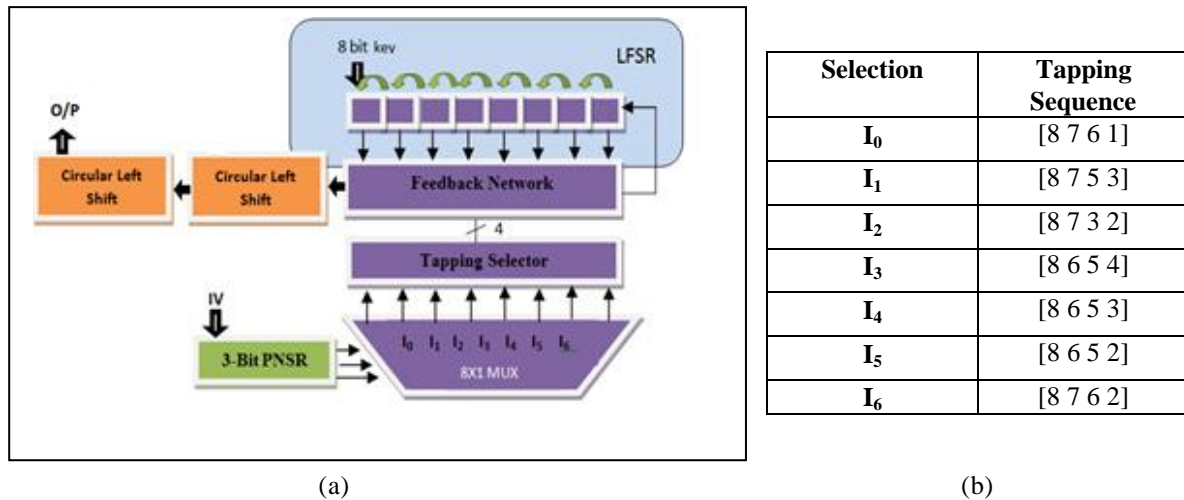 8 bit key
LFSR
O/P
Circular Left
Shift
Circular Left
Shift
Feedback Network
4
Tapping Selector
IV
3-Bit PNSR
I0 I1 I2 I3 I4 I5 I6...
8X1 MUX
(a)
Selection Tapping Sequence
I0 [8 7 6 1]
I1 [8 7 5 3]
I2 [8 7 3 2]
I3 [8 6 5 4]
I4 [8 6 5 3]
I5 [8 6 5 2]
I6 [8 7 6 2]
(b)